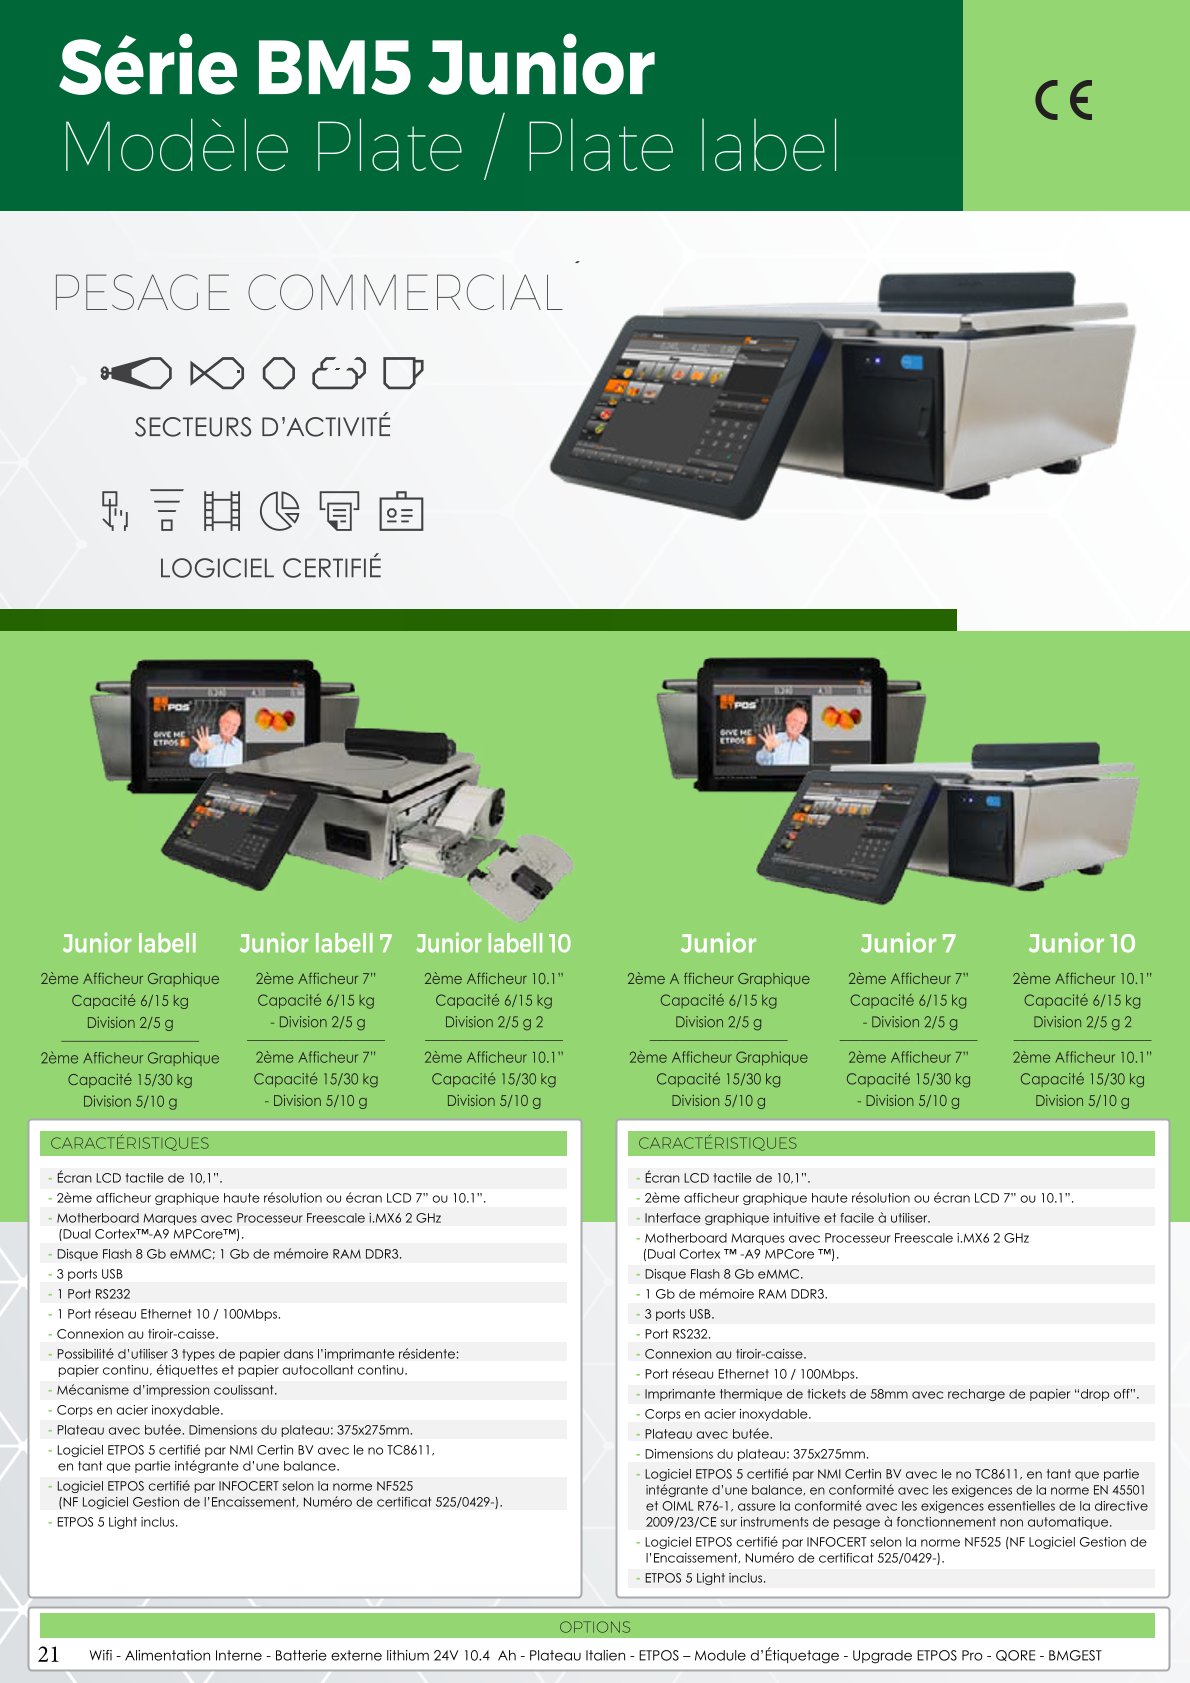 Série BM5 Junior
Modèle Plate / Plate label
CE
PESAGE COMMERCIAL
SECTEURS D’ACTIVITÉ
LOGICIEL CERTIFIÉ
ETPOS
GIVE ME
ETPOS 5
ETPOS
GIVE ME
ETPOS 5
Junior labell
2ème Afficheur Graphique
Capacité 6/15 kg
Division 2/5 g
2ème Afficheur Graphique
Capacité 15/30 kg
Division 5/10 g
Junior labell 7
2ème Afficheur 7”
Capacité 6/15 kg
- Division 2/5 g
2ème Afficheur 7”
Capacité 15/30 kg
- Division 5/10 g
Junior labell 10
2ème Afficheur 10.1”
Capacité 6/15 kg
Division 2/5 g 2
2ème Afficheur 10.1”
Capacité 15/30 kg
Division 5/10 g
Junior
2ème A fficheur Graphique
Capacité 6/15 kg
Division 2/5 g
2ème Afficheur Graphique
Capacité 15/30 kg
Division 5/10 g
Junior 7
2ème Afficheur 7”
Capacité 6/15 kg
- Division 2/5 g
2ème Afficheur 7”
Capacité 15/30 kg
- Division 5/10 g
Junior 10
2ème Afficheur 10.1”
Capacité 6/15 kg
Division 2/5 g 2
2ème Afficheur 10.1”
Capacité 15/30 kg
Division 5/10 g
CARACTÉRISTIQUES
- Écran LCD tactile de 10,1”.
- 2ème afficheur graphique haute résolution ou écran LCD 7” ou 10.1”.
- Motherboard Marques avec Processeur Freescale i.MX6 2 GHz
(Dual Cortex™-A9 MPCore™).
- Disque Flash 8 Gb eMMC; 1 Gb de mémoire RAM DDR3.
- 3 ports USB
- 1 Port RS232
- 1 Port réseau Ethernet 10 / 100Mbps.
- Connexion au tiroir-caisse.
- Possibilité d’utiliser 3 types de papier dans l’imprimante résidente:
papier continu, étiquettes et papier autocollant continu.
- Mécanisme d’impression coulissant.
- Corps en acier inoxydable.
- Plateau avec butée. Dimensions du plateau: 375x275mm.
- Logiciel ETPOS 5 certifié par NMI Certin BV avec le no TC8611,
en tant que partie intégrante d’une balance.
- Logiciel ETPOS certifié par INFOCERT selon la norme NF525
(NF Logiciel Gestion de l’Encaissement, Numéro de certificat 525/0429-).
- ETPOS 5 Light inclus.
CARACTÉRISTIQUES
- Écran LCD tactile de 10,1”.
- 2ème afficheur graphique haute résolution ou écran LCD 7” ou 10.1”.
- Interface graphique intuitive et facile à utiliser.
- Motherboard Marques avec Processeur Freescale i.MX6 2 GHz
(Dual Cortex ™ -A9 MPCore ™).
- Disque Flash 8 Gb eMMC.
- 1 Gb de mémoire RAM DDR3.
- 3 ports USB.
- Port RS232.
- Connexion au tiroir-caisse.
- Port réseau Ethernet 10 / 100Mbps.
- Imprimante thermique de tickets de 58mm avec recharge de papier “drop off”.
- Corps en acier inoxydable.
- Plateau avec butée.
- Dimensions du plateau: 375x275mm.
- Logiciel ETPOS 5 certifié par NMI Certin BV avec le no TC8611, en tant que partie
intégrante d’une balance, en conformité avec les exigences de la norme EN 45501
et OIML R76-1, assure la conformité avec les exigences essentielles de la directive
2009/23/CE sur instruments de pesage à fonctionnement non automatique.
- Logiciel ETPOS certifié par INFOCERT selon la norme NF525 (NF Logiciel Gestion de
l’Encaissement, Numéro de certificat 525/0429-).
- ETPOS 5 Light inclus.
OPTIONS
21 Wifi - Alimentation Interne - Batterie externe lithium 24V 10.4 Ah - Plateau Italien - ETPOS – Module d’Étiquetage - Upgrade ETPOS Pro - QORE - BMGEST